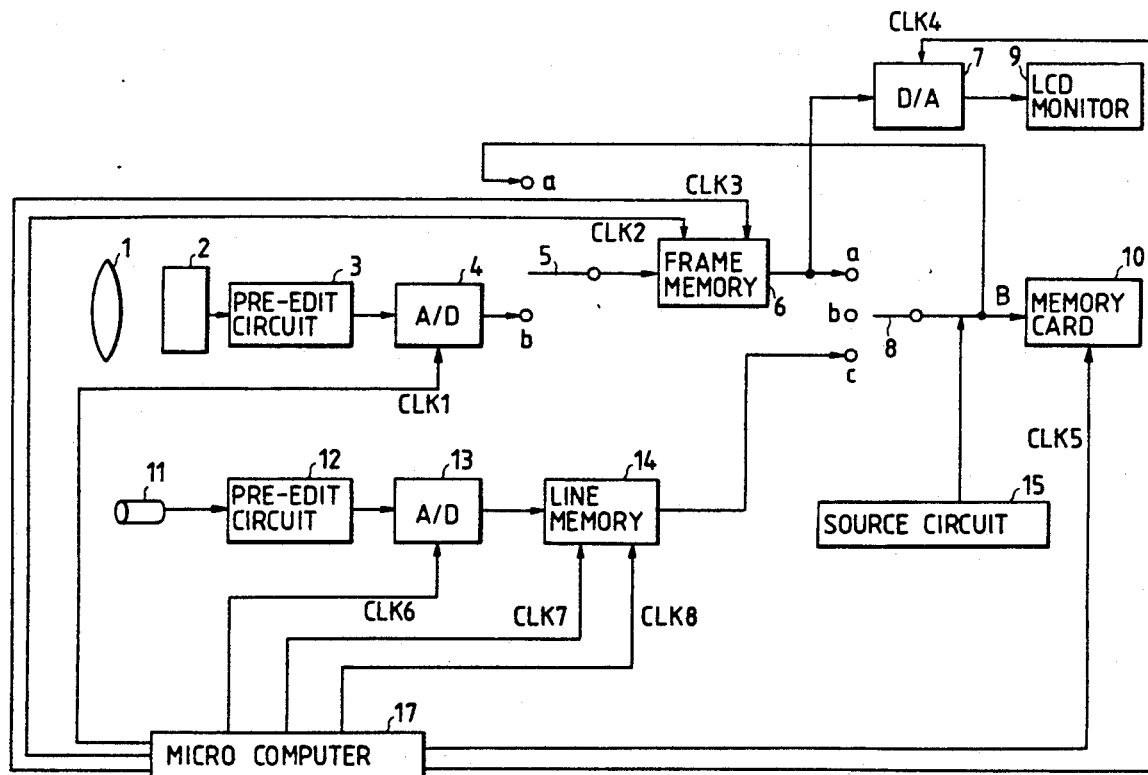 CLK4
7
9
D/A
LCD
MONITOR
a
CLK3
CLK2
1
2
3
4
5
FRAME
MEMORY
6
a
10
PRE-EDIT
CIRCUIT
A/D
b
b
8
B
MEMORY
CARD
c
CLK1
CLK5
11
12
13
14
15
PRE-EDIT
CIRCUIT
A/D
LINE
MEMORY
SOURCE CIRCUIT
CLK6
CLK7
CLK8
17
MICRO COMPUTER